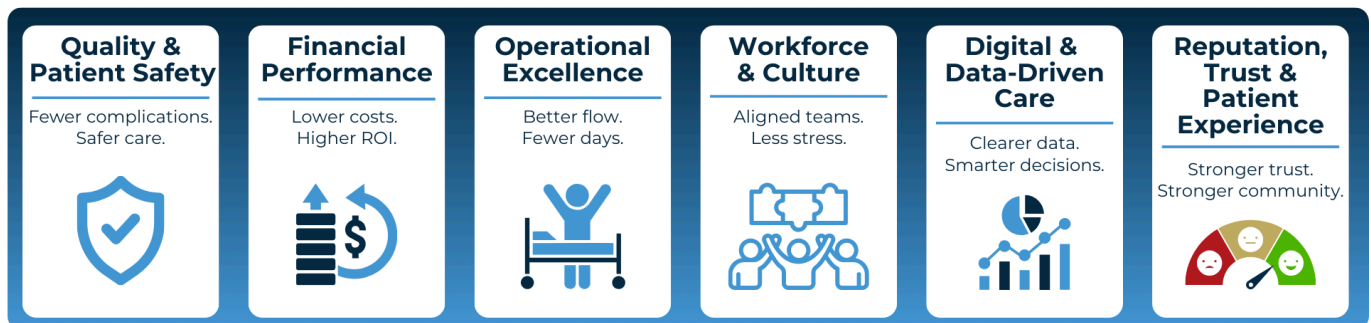 Quality &
Patient Safety
Fewer complications.
Safer care.
Financial
Performance
Lower costs.
Higher ROI.
$
Operational
Excellence
Better flow.
Fewer days.
Workforce
& Culture
Aligned teams.
Less stress.
Digital &
Data-Driven
Care
Clearer data.
Smarter decisions.
Reputation,
Trust &
Patient
Experience
Stronger trust.
Stronger community.